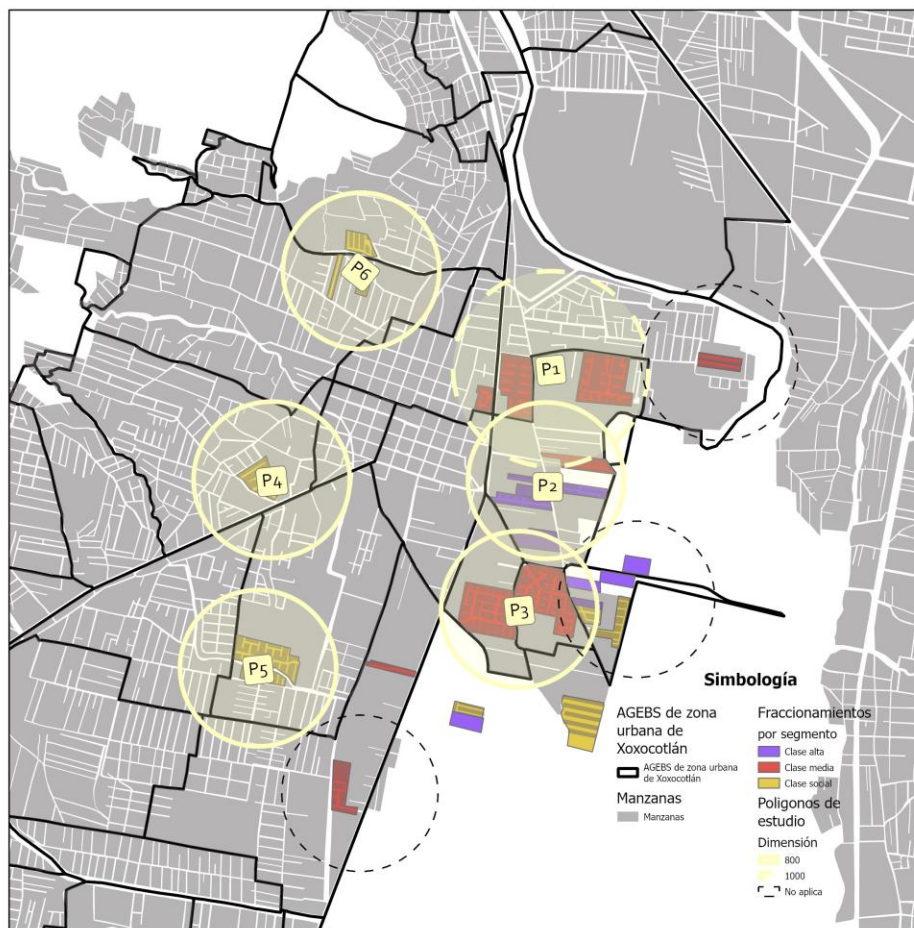 P6
P1
P4
P2
P3
P5
Simbología
AGEBS de zona
urbana de
Xoxocotlán
AGEBS de zona urbana
de Xoxocotlán
Manzanas
Manzanas
Fraccionamientos
por segmento
Clase alta
Clase media
Clase social
Poligonos de
estudio
Dimensión
800
1000
No aplica